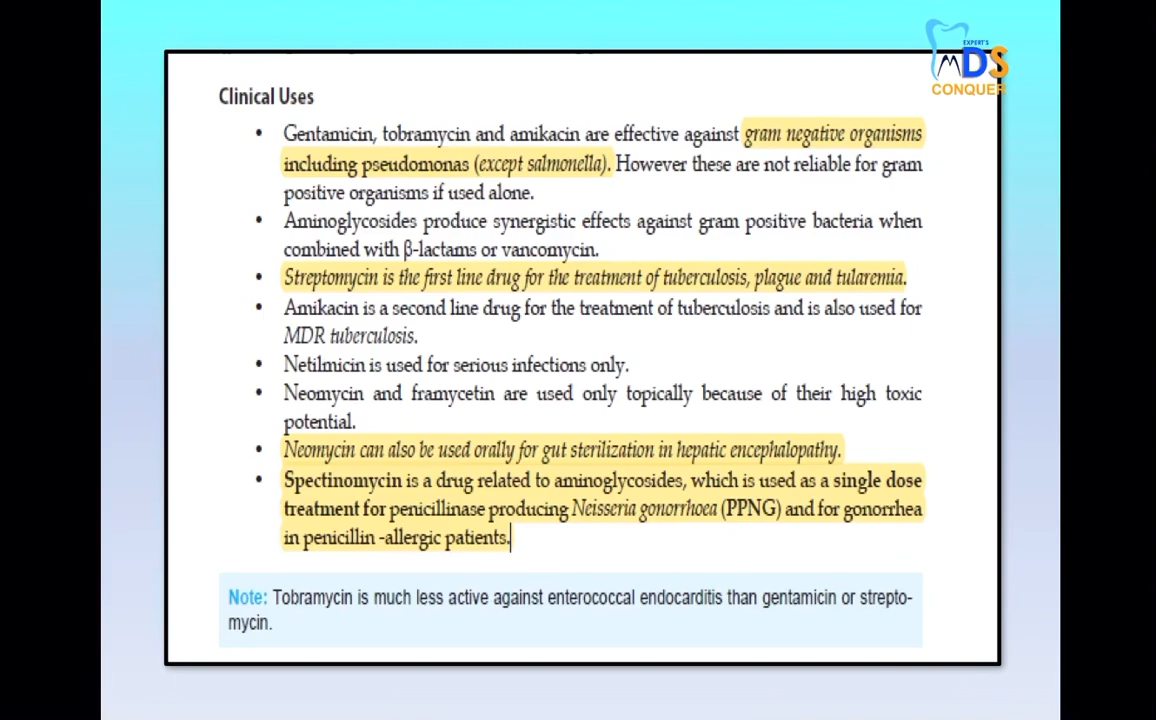 EXPERT'S
MDS
CONQUER
Clinical Uses
• Gentamicin, tobramycin and amikacin are effective against gram negative organisms
including pseudomonas (except salmonella). However these are not reliable for gram
positive organisms if used alone.
• Aminoglycosides produce synergistic effects against gram positive bacteria when
combined with β-lactams or vancomycin.
• Streptomycin is the first line drug for the treatment of tuberculosis, plague and tularemia.
• Amikacin is a second line drug for the treatment of tuberculosis and is also used for
MDR tuberculosis.
• Netilmicin is used for serious infections only.
• Neomycin and framycetin are used only topically because of their high toxic
potential.
• Neomycin can also be used orally for gut sterilization in hepatic encephalopathy.
• Spectinomycin is a drug related to aminoglycosides, which is used as a single dose
treatment for penicillinase producing Neisseria gonorrhoea (PPNG) and for gonorrhea
in penicillin -allergic patients.
Note: Tobramycin is much less active against enterococcal endocarditis than gentamicin or strepto-
mycin.